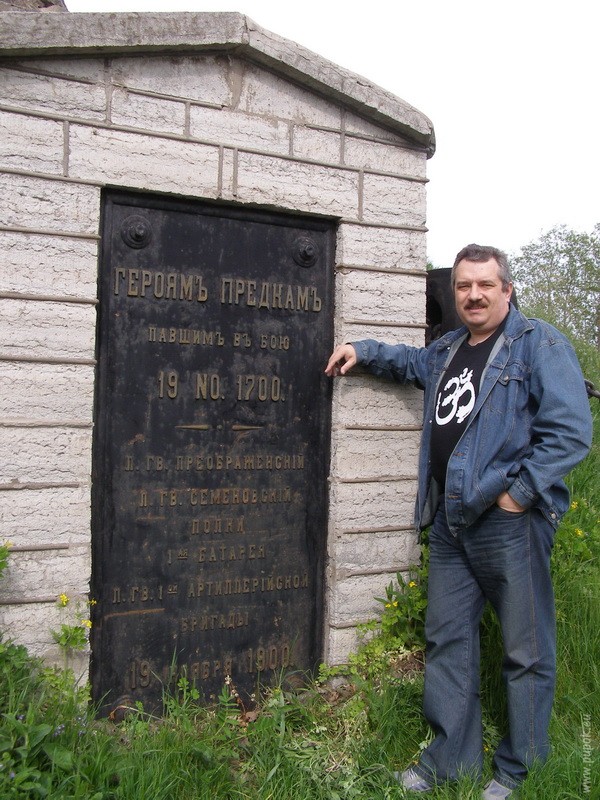 ГЕРОЯМЪ ПРЕДКАМЪ
ПАВШИМЪ ВЪ БОЮ
19 NO. 1700.
Л. ГВ. ПРЕОБРАЖЕНСКІЙ
Л. ГВ. СЕМЕНОВСКІЙ
ПОЛКИ
1АЯ БАТАРЕЯ
Л. ГВ. 1ОЙ АРТИЛЛЕРІЙСКОЙ
БРИГАДЫ
19 НОЯБРЯ 1900.
ॐ
www.pupok.eu